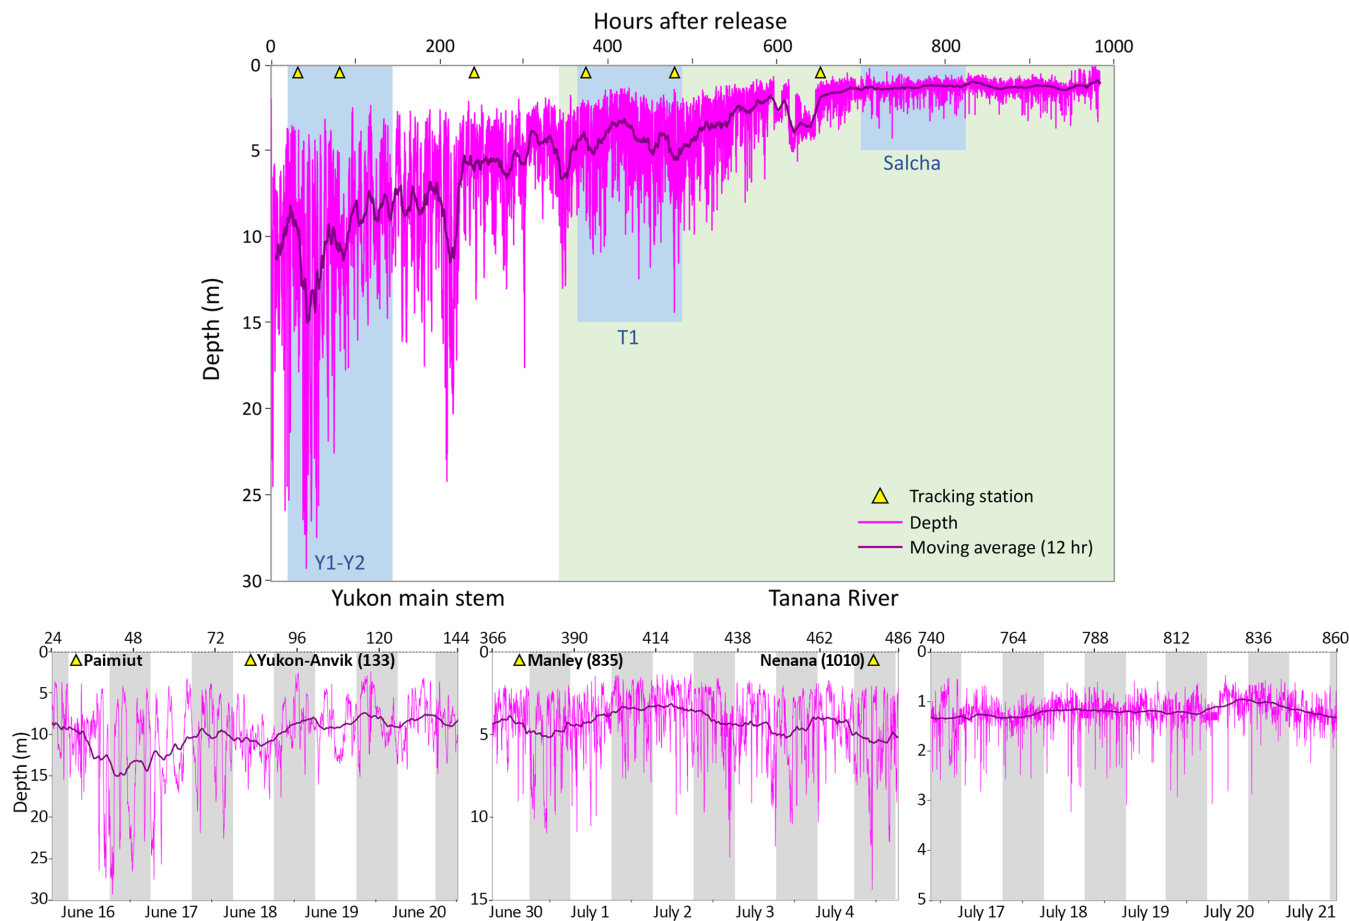 Hours after release
0 200 400 600 800 1000
0
5
10
15
20
25
30
Depth (m)
Salcha
T1
Y1-Y2
Tracking station
Depth
Moving average (12 hr)
Yukon main stem Tanana River
24 48 72 96 120 144
366 390 414 438 462 486
740 764 788 812 836 860
Paimiut Yukon-Anvik (133)
Manley (835) Nenana (1010)
Depth (m)
0
5
10
15
20
25
30
0
5
10
15
0
1
2
3
4
5
June 16 June 17 June 18 June 19 June 20
June 30 July 1 July 2 July 3 July 4
July 17 July 18 July 19 July 20 July 21